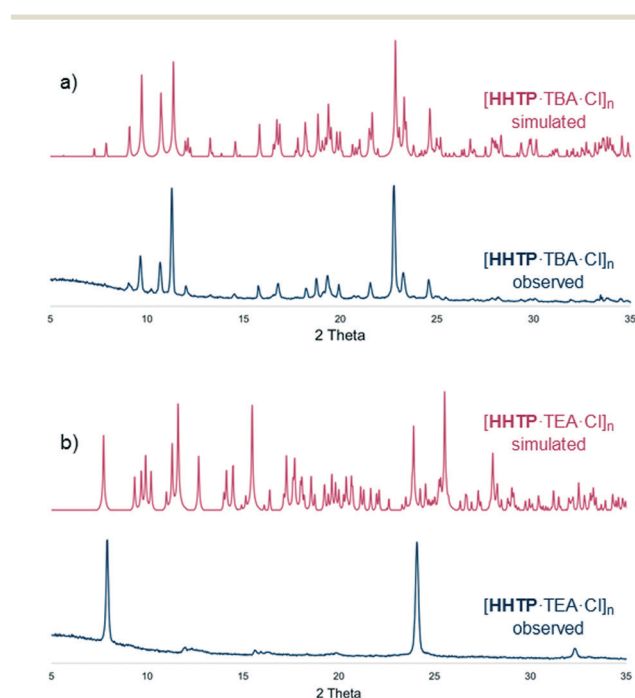 a)
[HHTP·TBA·Cl]n
simulated
[HHTP·TBA·Cl]n
observed
5 10 15 20 25 30 35
2 Theta
b)
[HHTP·TEA·Cl]n
simulated
[HHTP·TEA·Cl]n
observed
5 10 15 20 25 30 35
2 Theta